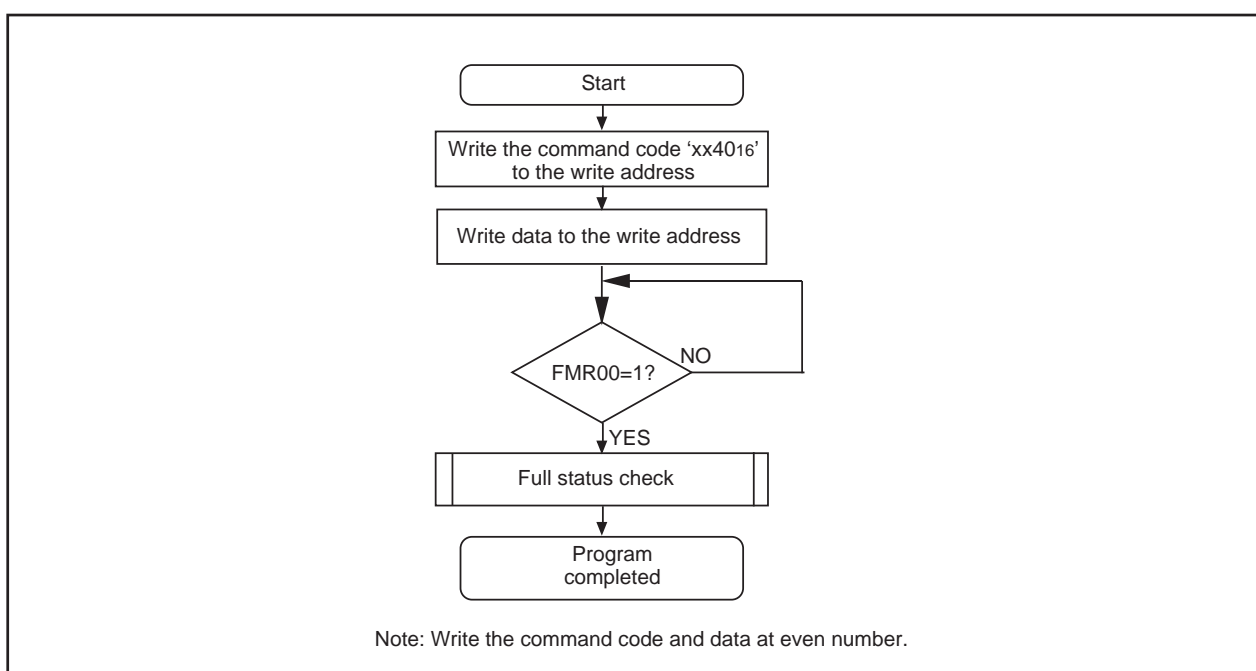 Start
Write the command code ‘xx4016’
to the write address
Write data to the write address
FMR00=1?
NO
YES
Full status check
Program
completed
Note: Write the command code and data at even number.